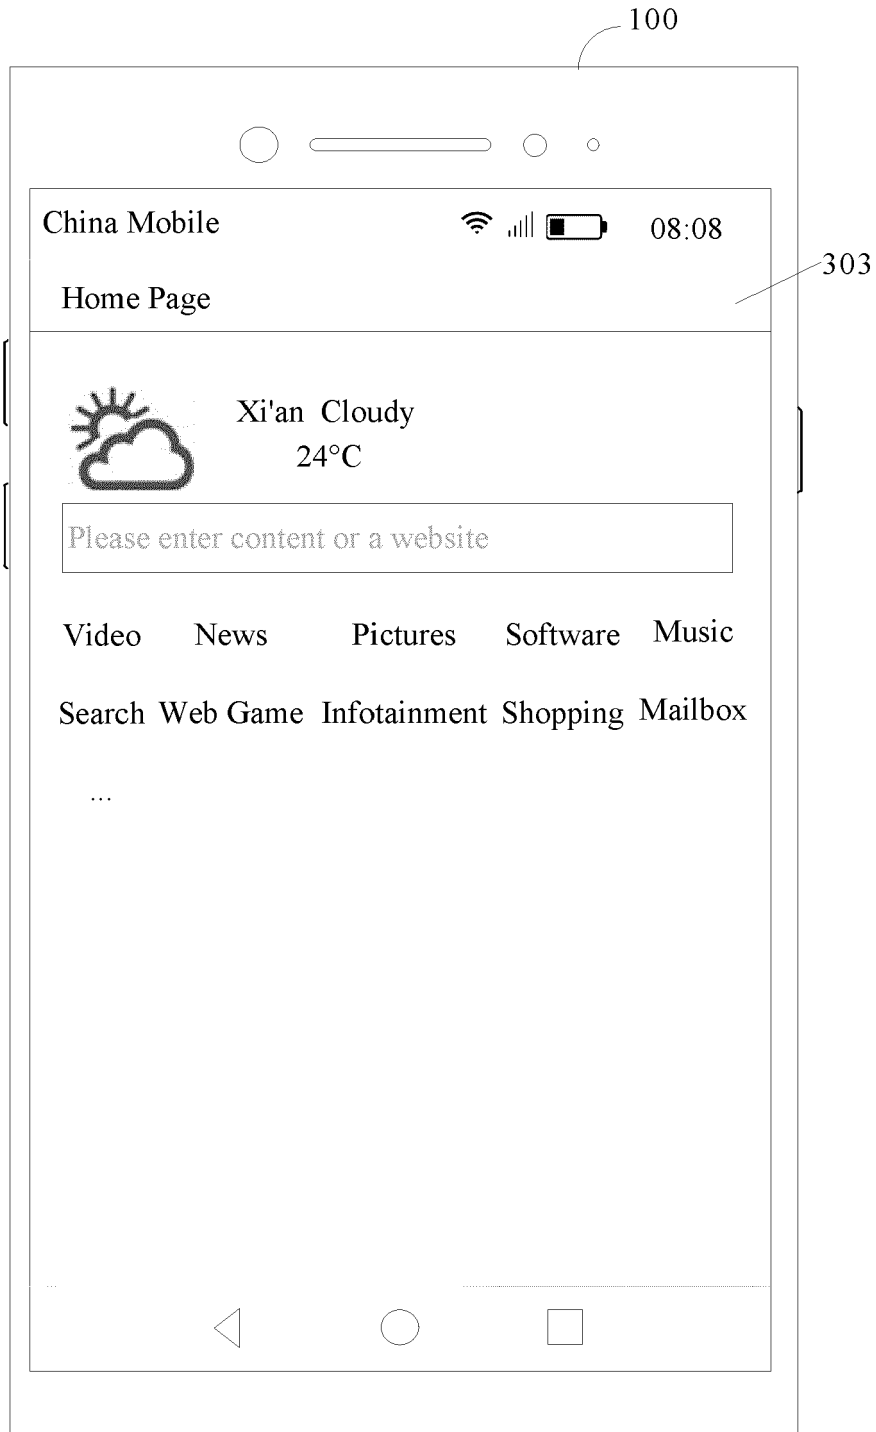 100
China Mobile 08:08
303
Home Page
Xi'an Cloudy
24°C
Please enter content or a website
Video News Pictures Software Music
Search Web Game Infotainment Shopping Mailbox
...